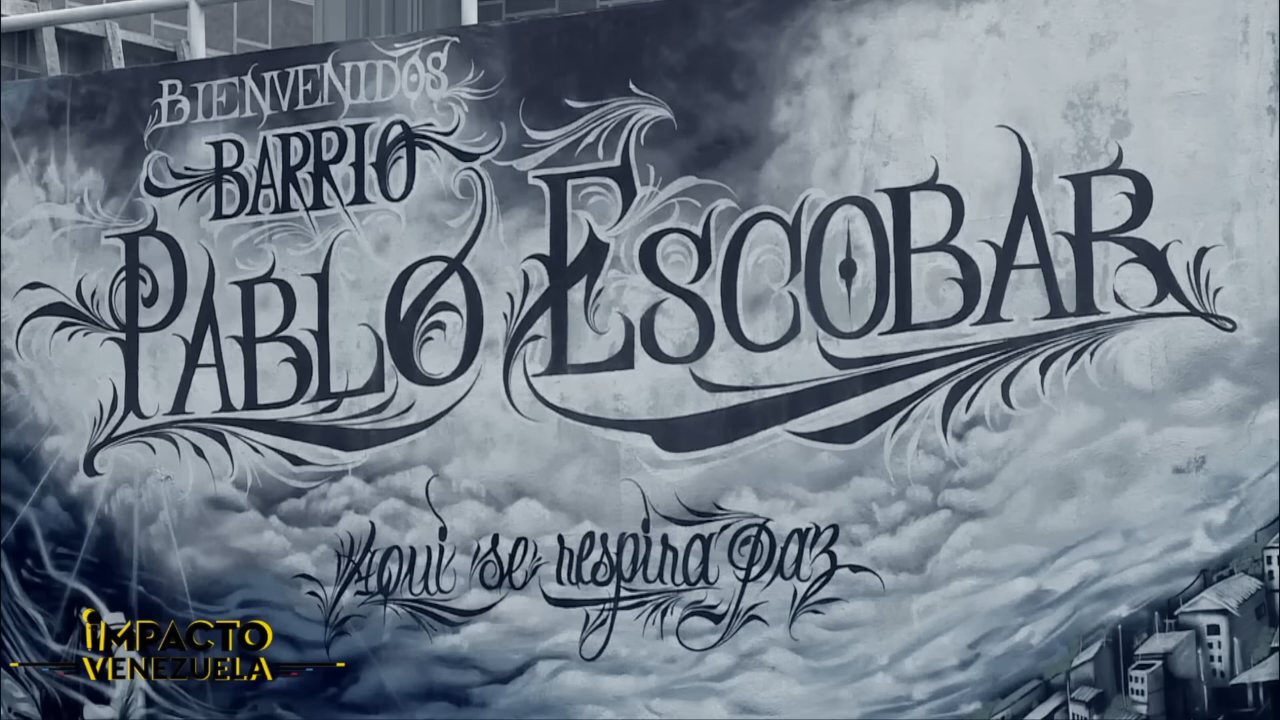 BIENVENIDOS
BARRIO
PABLO ESCOBAR
Aqui se respira paz
IMPACTO
VENEZUELA